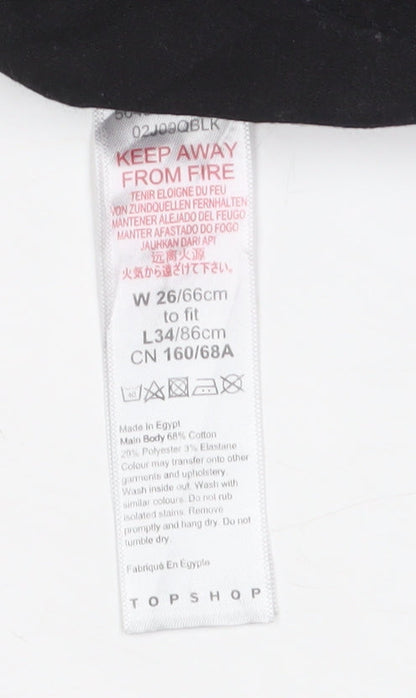 02J09QBLK
KEEP AWAY
FROM FIRE
TENIR ELOIGNE DU FEU
VON ZUNDQUELLEN FERNHALTEN
MANTENER ALEJADO DEL FEUGO
MANTER AFASTADO DO FOGO
JAUHKAN DARI API
远离火源
火気から遠ざけて下さい。
W 26/66cm
to fit
L34/86cm
CN 160/68A
Made in Egypt
Main Body 68% Cotton
29% Polyester 3% Elastane
Colour may transfer onto other
garments and upholstery.
Wash inside out. Wash with
similar colours. Do not rub
isolated stains. Remove
promptly and hang dry. Do not
tumble dry.
Fabriqué En Égypte
TOPSHOP